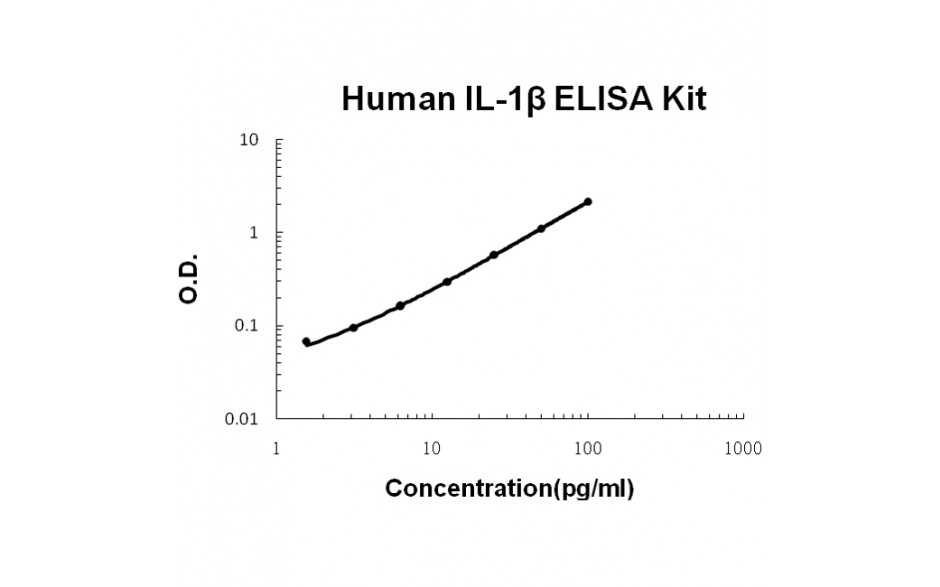 Human IL-1β ELISA Kit
10
1
0.1
0.01
O.D.
1 10 100 1000
Concentration(pg/ml)